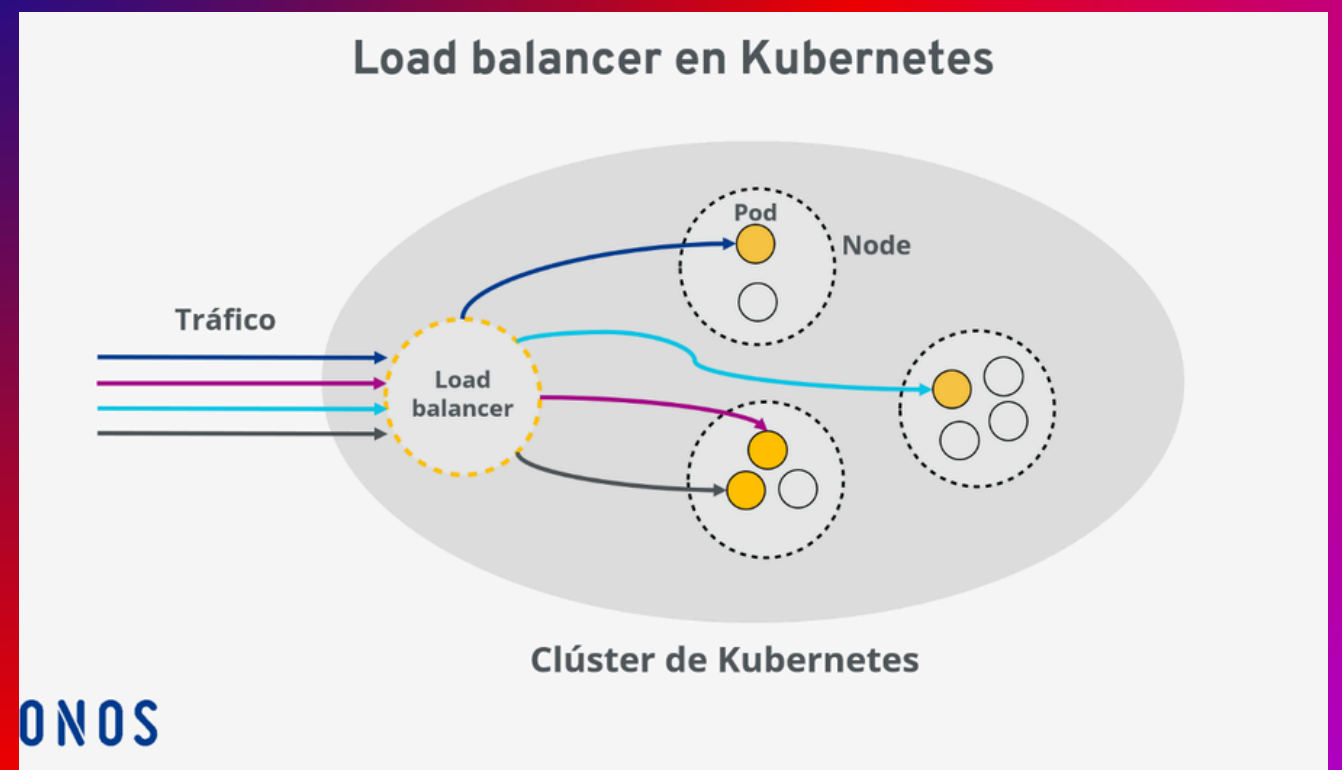 Load balancer en Kubernetes
Pod
Node
Tráfico
Load
balancer
Clúster de Kubernetes
ONOS